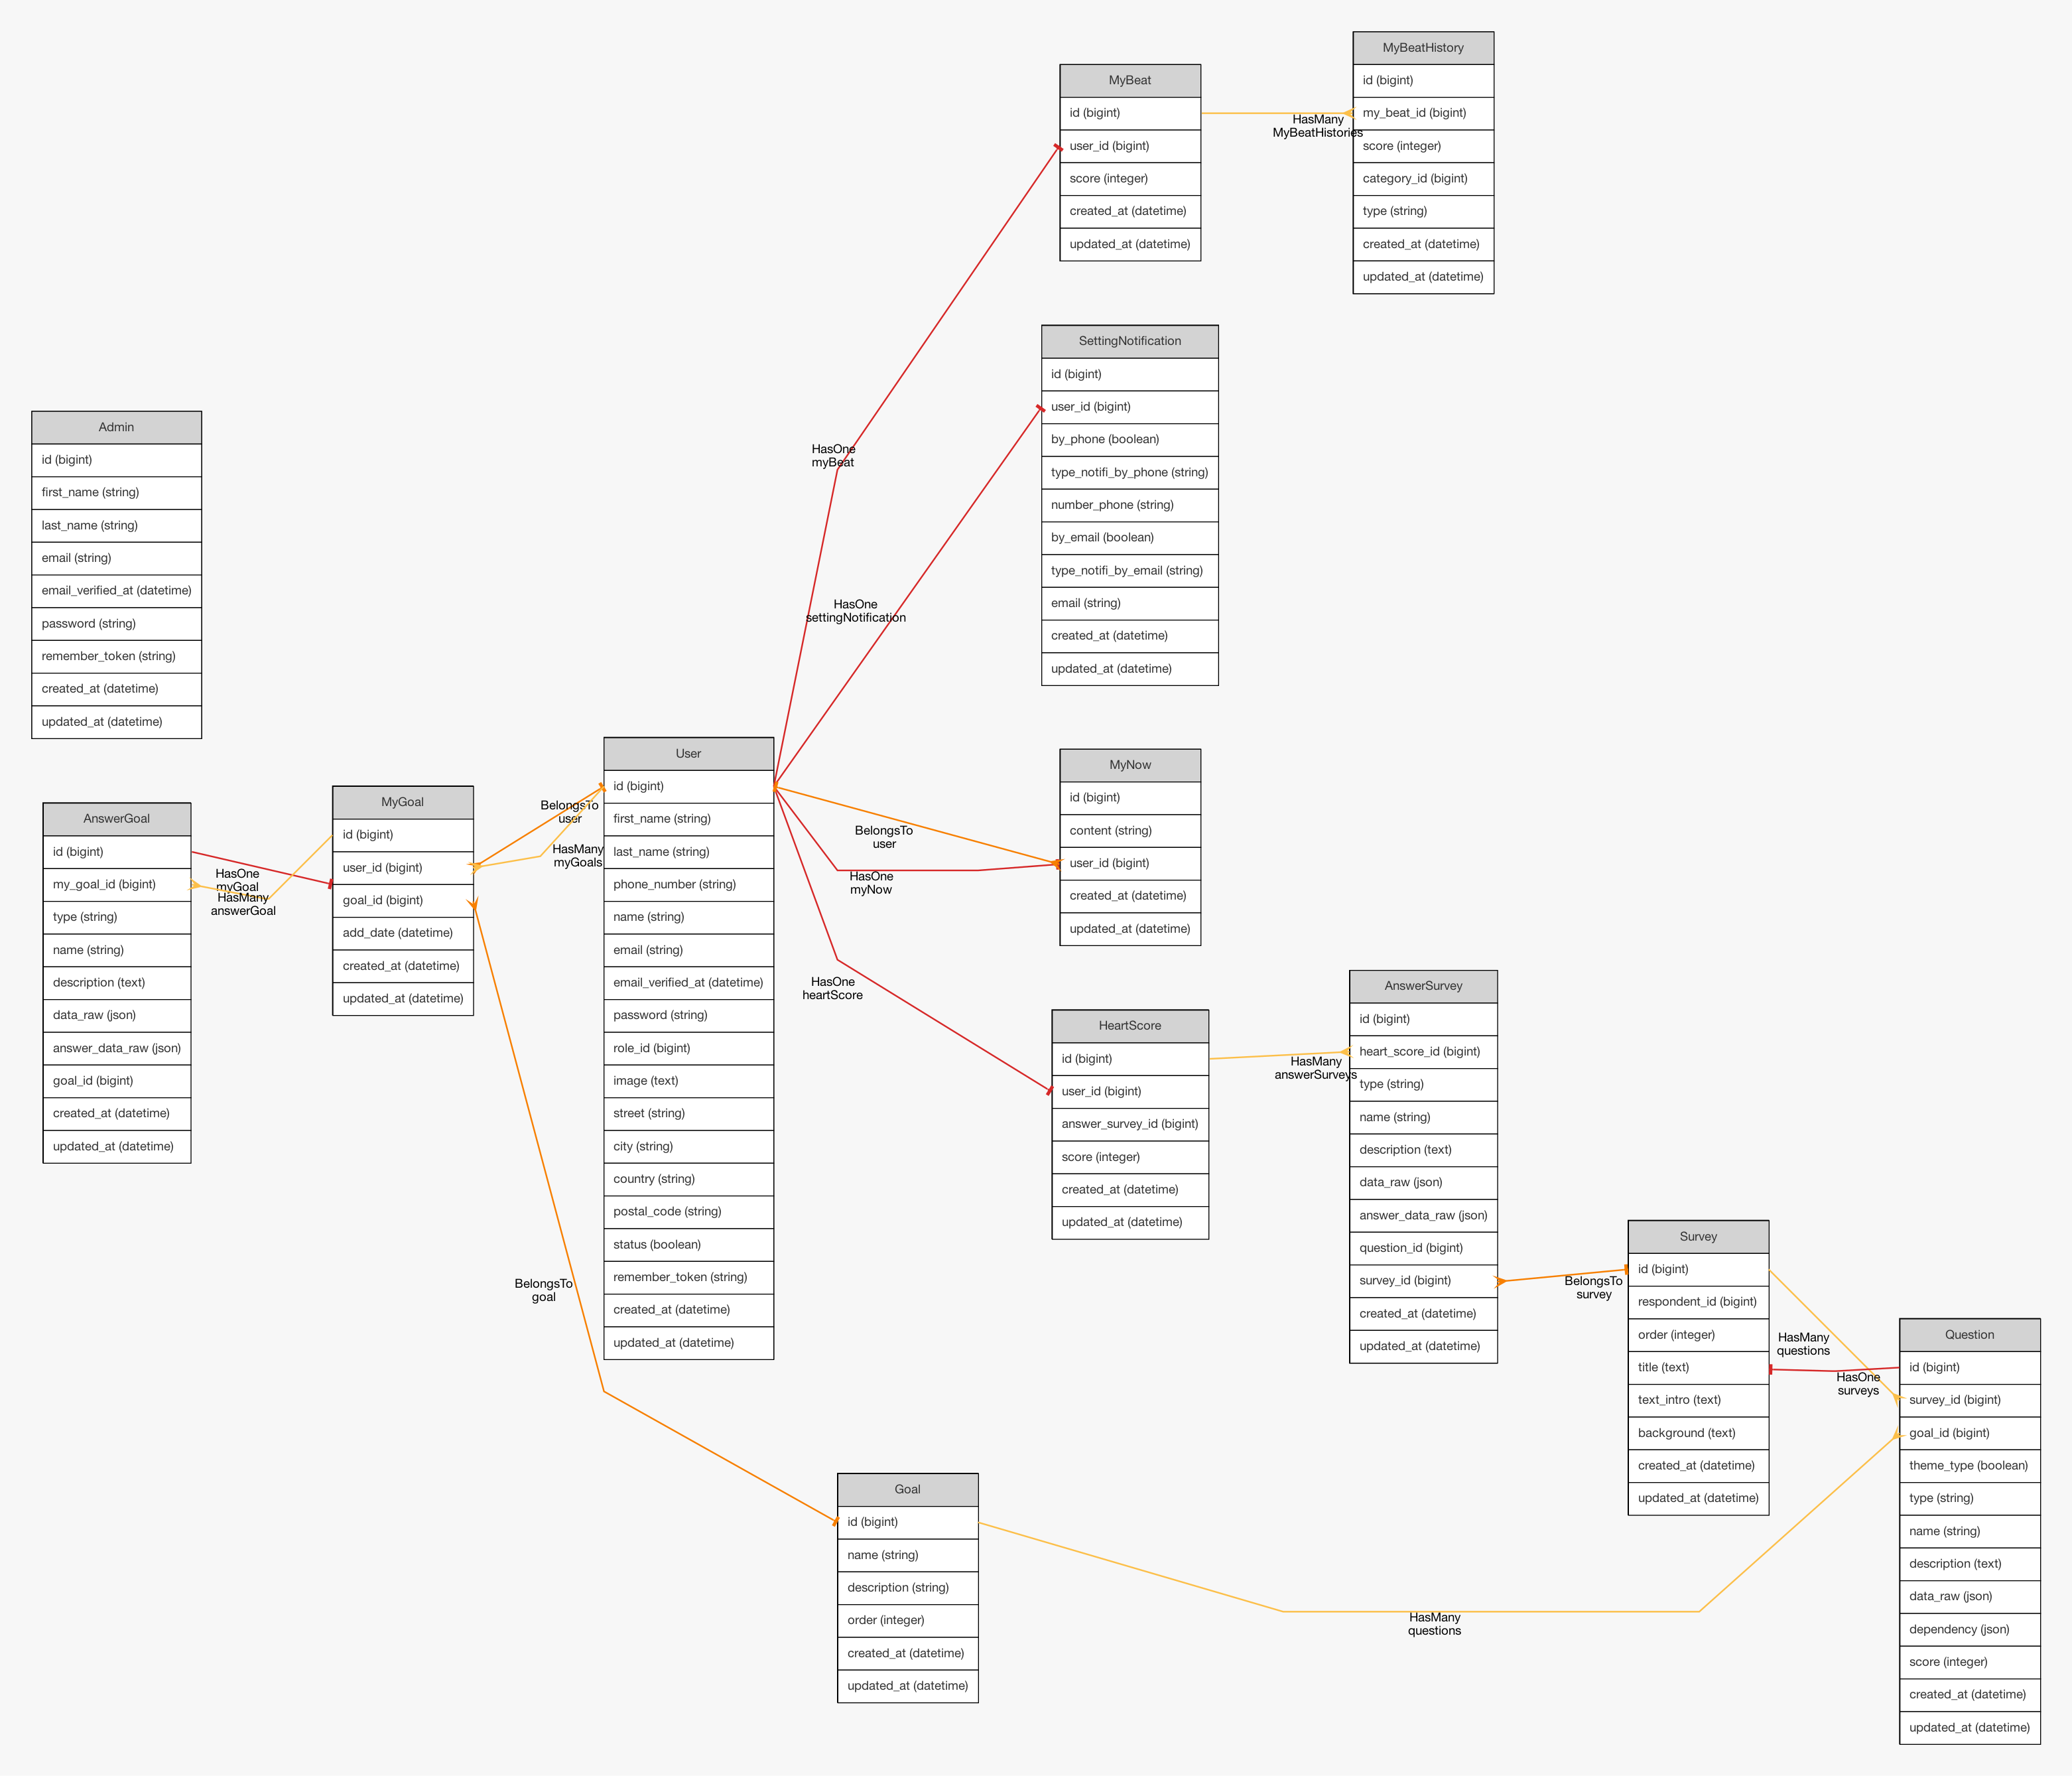 MyBeatHistory
id (bigint)
my_beat_id (bigint)
score (integer)
category_id (bigint)
type (string)
created_at (datetime)
updated_at (datetime)
MyBeat
id (bigint)
user_id (bigint)
score (integer)
created_at (datetime)
updated_at (datetime)
HasMany
MyBeatHistories
SettingNotification
id (bigint)
user_id (bigint)
by_phone (boolean)
type_notifi_by_phone (string)
number_phone (string)
by_email (boolean)
type_notifi_by_email (string)
email (string)
created_at (datetime)
updated_at (datetime)
HasOne
myBeat
HasOne
settingNotification
Admin
id (bigint)
first_name (string)
last_name (string)
email (string)
email_verified_at (datetime)
password (string)
remember_token (string)
created_at (datetime)
updated_at (datetime)
AnswerGoal
id (bigint)
my_goal_id (bigint)
type (string)
name (string)
description (text)
data_raw (json)
answer_data_raw (json)
goal_id (bigint)
created_at (datetime)
updated_at (datetime)
HasOne
myGoal
HasMany
answerGoal
MyGoal
id (bigint)
user_id (bigint)
goal_id (bigint)
add_date (datetime)
created_at (datetime)
updated_at (datetime)
BelongsTo
user
HasMany
myGoals
BelongsTo
goal
User
id (bigint)
first_name (string)
last_name (string)
phone_number (string)
name (string)
email (string)
email_verified_at (datetime)
password (string)
role_id (bigint)
image (text)
street (string)
city (string)
country (string)
postal_code (string)
status (boolean)
remember_token (string)
created_at (datetime)
updated_at (datetime)
BelongsTo
user
HasOne
myNow
HasOne
heartScore
MyNow
id (bigint)
content (string)
user_id (bigint)
created_at (datetime)
updated_at (datetime)
HeartScore
id (bigint)
user_id (bigint)
answer_survey_id (bigint)
score (integer)
created_at (datetime)
updated_at (datetime)
HasMany
answerSurveys
AnswerSurvey
id (bigint)
heart_score_id (bigint)
type (string)
name (string)
description (text)
data_raw (json)
answer_data_raw (json)
question_id (bigint)
survey_id (bigint)
created_at (datetime)
updated_at (datetime)
BelongsTo
survey
Survey
id (bigint)
respondent_id (bigint)
order (integer)
title (text)
text_intro (text)
background (text)
created_at (datetime)
updated_at (datetime)
HasMany
questions
HasOne
surveys
Question
id (bigint)
survey_id (bigint)
goal_id (bigint)
theme_type (boolean)
type (string)
name (string)
description (text)
data_raw (json)
dependency (json)
score (integer)
created_at (datetime)
updated_at (datetime)
Goal
id (bigint)
name (string)
description (string)
order (integer)
created_at (datetime)
updated_at (datetime)
HasMany
questions